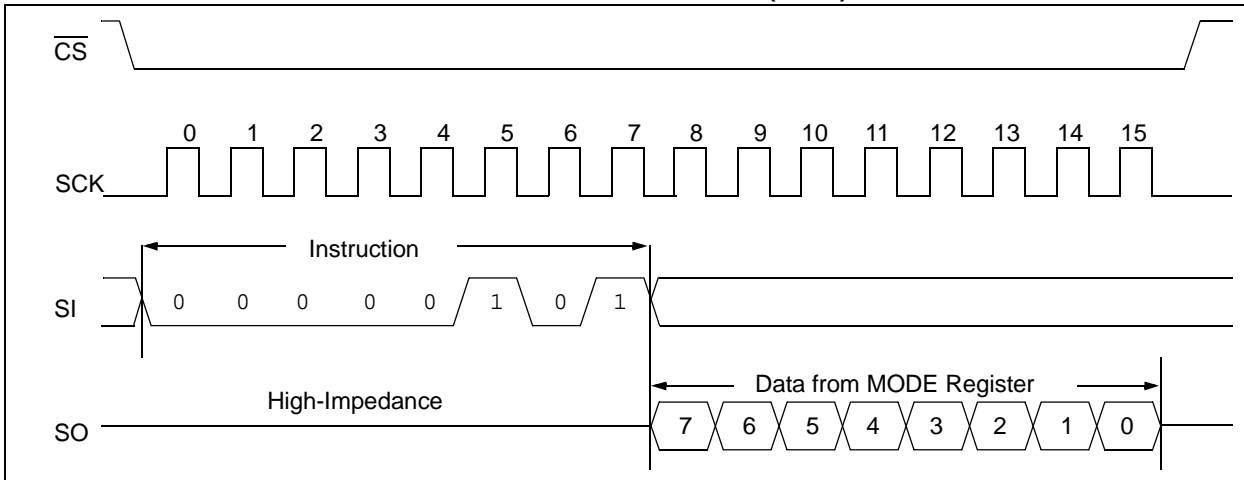 CS
0 1 2 3 4 5 6 7 8 9 10 11 12 13 14 15
SCK
Instruction
SI
0 0 0 0 0 1 0 1
Data from MODE Register
High-Impedance
SO
7 6 5 4 3 2 1 0